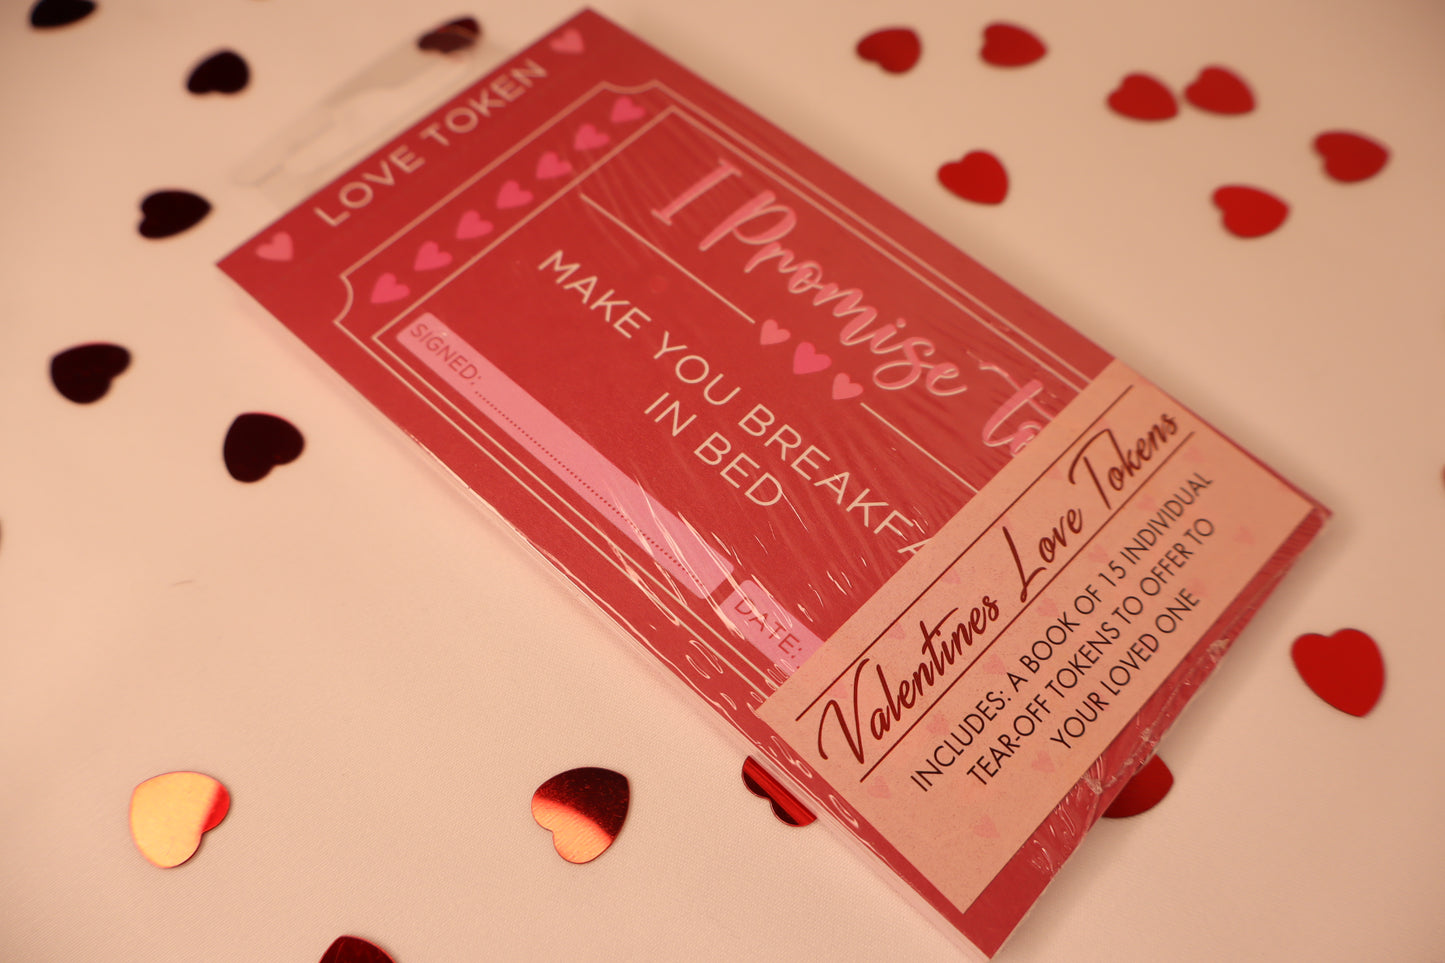 LOVE TOKEN
I Promise to
MAKE YOU BREAKFA
IN BED
SIGNED:
DATE:
Valentines Love Tokens
INCLUDES: A BOOK OF 15 INDIVIDUAL
TEAR-OFF TOKENS TO OFFER TO
YOUR LOVED ONE